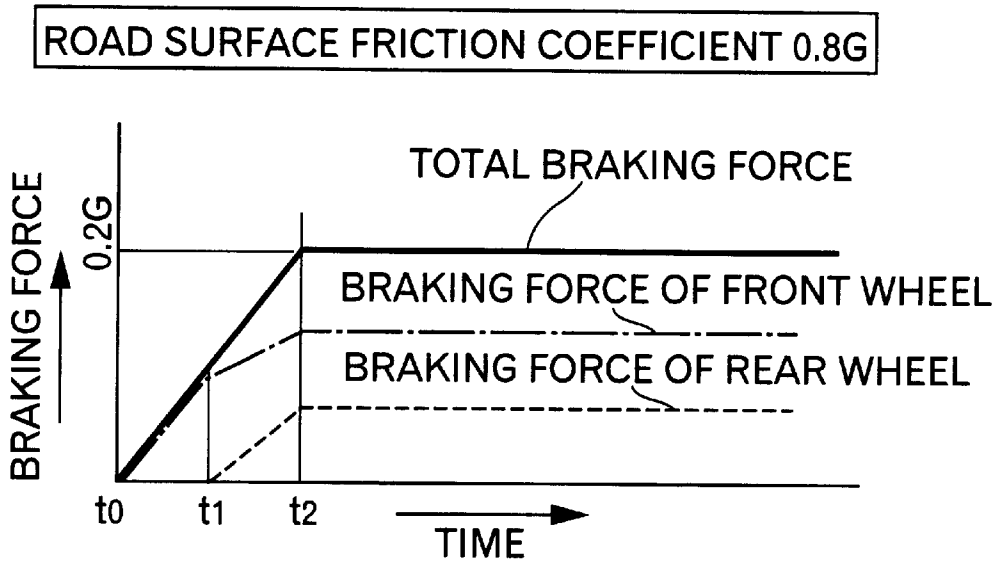 ROAD SURFACE FRICTION COEFFICIENT 0.8G
TOTAL BRAKING FORCE
BRAKING FORCE
0.2G
BRAKING FORCE OF FRONT WHEEL
BRAKING FORCE OF REAR WHEEL
t0 t1 t2
TIME